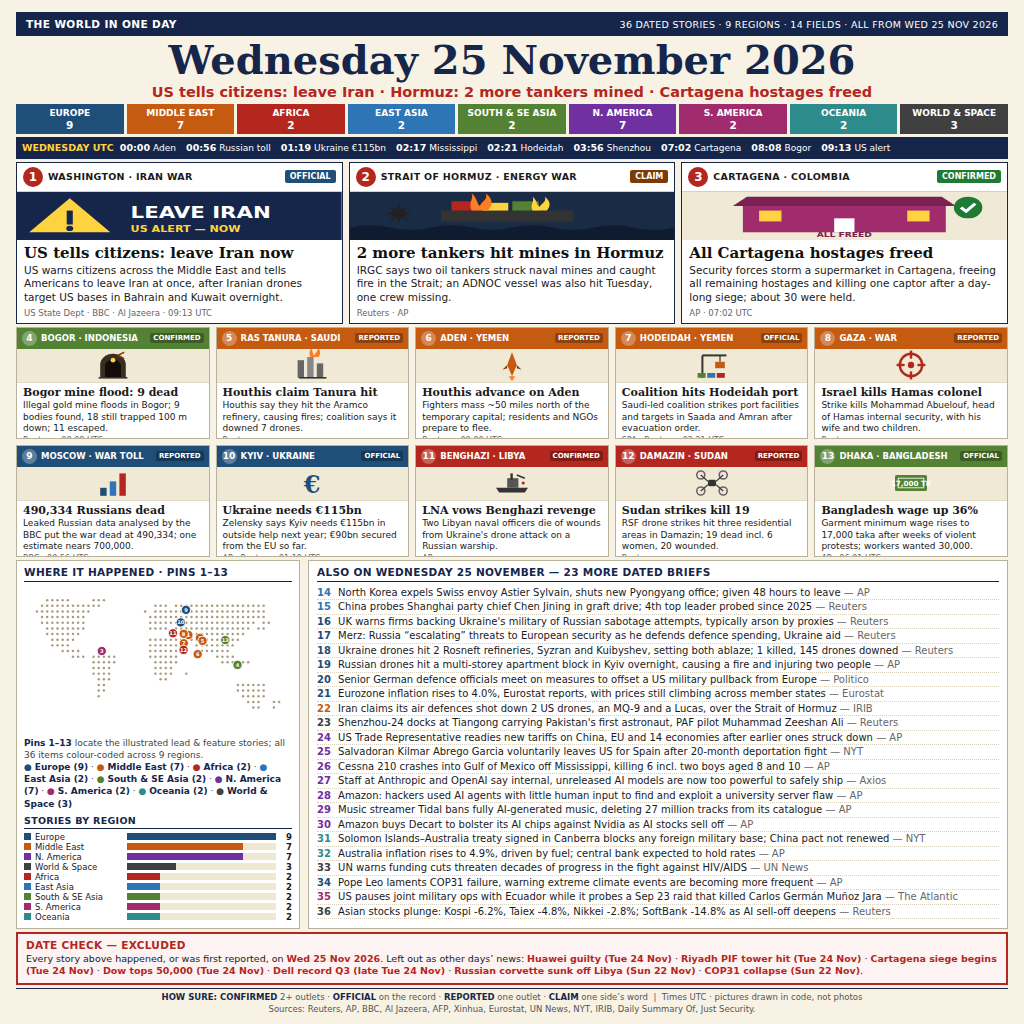 THE WORLD IN ONE DAY
36 DATED STORIES · 9 REGIONS · 14 FIELDS · ALL FROM WED 25 NOV 2026
Wednesday 25 November 2026
US tells citizens: leave Iran · Hormuz: 2 more tankers mined · Cartagena hostages freed
EUROPE
9
MIDDLE EAST
7
AFRICA
2
EAST ASIA
2
SOUTH & SE ASIA
2
N. AMERICA
7
S. AMERICA
2
OCEANIA
2
WORLD & SPACE
3
WEDNESDAY UTC 00:00 Aden 00:56 Russian toll 01:19 Ukraine €115bn 02:17 Mississippi 02:21 Hodeidah 03:56 Shenzhou 07:02 Cartagena 08:08 Bogor 09:13 US alert
1 WASHINGTON · IRAN WAR OFFICIAL
LEAVE IRAN
US ALERT — NOW
US tells citizens: leave Iran now
US warns citizens across the Middle East and tells
Americans to leave Iran at once, after Iranian drones
target US bases in Bahrain and Kuwait overnight.
US State Dept · BBC · Al Jazeera · 09:13 UTC
2 STRAIT OF HORMUZ · ENERGY WAR CLAIM
2 more tankers hit mines in Hormuz
IRGC says two oil tankers struck naval mines and caught
fire in the Strait; an ADNOC vessel was also hit Tuesday,
one crew missing.
Reuters · AP
3 CARTAGENA · COLOMBIA CONFIRMED
ALL FREED
All Cartagena hostages freed
Security forces storm a supermarket in Cartagena, freeing
all remaining hostages and killing one captor after a day-
long siege; about 30 were held.
AP · 07:02 UTC
4 BOGOR · INDONESIA CONFIRMED
Bogor mine flood: 9 dead
Illegal gold mine floods in Bogor; 9
bodies found, 18 still trapped 100 m
down; 11 escaped.
5 RAS TANURA · SAUDI REPORTED
Houthis claim Tanura hit
Houthis say they hit the Aramco
refinery, causing fires; coalition says it
downed 7 drones.
6 ADEN · YEMEN REPORTED
Houthis advance on Aden
Fighters mass ~50 miles north of the
temporary capital; residents and NGOs
prepare to flee.
7 HODEIDAH · YEMEN OFFICIAL
Coalition hits Hodeidah port
Saudi-led coalition strikes port facilities
and targets in Saada and Amran after
evacuation order.
8 GAZA · WAR REPORTED
Israel kills Hamas colonel
Strike kills Mohammad Abuelouf, head
of Hamas internal security, with his
wife and two children.
9 MOSCOW · WAR TOLL REPORTED
490,334 Russians dead
Leaked Russian data analysed by the
BBC put the war dead at 490,334; one
estimate nears 700,000.
10 KYIV · UKRAINE OFFICIAL
€
Ukraine needs €115bn
Zelensky says Kyiv needs €115bn in
outside help next year; €90bn secured
from the EU so far.
11 BENGHAZI · LIBYA CONFIRMED
LNA vows Benghazi revenge
Two Libyan naval officers die of wounds
from Ukraine's drone attack on a
Russian warship.
12 DAMAZIN · SUDAN REPORTED
Sudan strikes kill 19
RSF drone strikes hit three residential
areas in Damazin; 19 dead incl. 6
women, 20 wounded.
13 DHAKA · BANGLADESH OFFICIAL
Bangladesh wage up 36%
Garment minimum wage rises to
17,000 taka after weeks of violent
protests; workers wanted 30,000.
WHERE IT HAPPENED · PINS 1–13
Pins 1–13 locate the illustrated lead & feature stories; all
36 items colour-coded across 9 regions.
● Europe (9) · ● Middle East (7) · ● Africa (2) · ●
East Asia (2) · ● South & SE Asia (2) · ● N. America
(7) · ● S. America (2) · ● Oceania (2) · ● World &
Space (3)
STORIES BY REGION
Europe 9
Middle East 7
N. America 7
World & Space 3
Africa 2
East Asia 2
South & SE Asia 2
S. America 2
Oceania 2
ALSO ON WEDNESDAY 25 NOVEMBER — 23 MORE DATED BRIEFS
14 North Korea expels Swiss envoy Astier Sylvain, shuts new Pyongyang office; given 48 hours to leave — AP
15 China probes Shanghai party chief Chen Jining in graft drive; 4th top leader probed since 2025 — Reuters
16 UK warns firms backing Ukraine's military of Russian sabotage attempts, typically arson by proxies — Reuters
17 Merz: Russia “escalating” threats to European security as he defends defence spending, Ukraine aid — Reuters
18 Ukraine drones hit 2 Rosneft refineries, Syzran and Kuibyshev, setting both ablaze; 1 killed, 145 drones downed — Reuters
19 Russian drones hit a multi-storey apartment block in Kyiv overnight, causing a fire and injuring two people — AP
20 Senior German defence officials meet on measures to offset a US military pullback from Europe — Politico
21 Eurozone inflation rises to 4.0%, Eurostat reports, with prices still climbing across member states — Eurostat
22 Iran claims its air defences shot down 2 US drones, an MQ-9 and a Lucas, over the Strait of Hormuz — IRIB
23 Shenzhou-24 docks at Tiangong carrying Pakistan's first astronaut, PAF pilot Muhammad Zeeshan Ali — Reuters
24 US Trade Representative readies new tariffs on China, EU and 14 economies after earlier ones struck down — AP
25 Salvadoran Kilmar Abrego Garcia voluntarily leaves US for Spain after 20-month deportation fight — NYT
26 Cessna 210 crashes into Gulf of Mexico off Mississippi, killing 6 incl. two boys aged 8 and 10 — AP
27 Staff at Anthropic and OpenAI say internal, unreleased AI models are now too powerful to safely ship — Axios
28 Amazon: hackers used AI agents with little human input to find and exploit a university server flaw — AP
29 Music streamer Tidal bans fully AI-generated music, deleting 27 million tracks from its catalogue — AP
30 Amazon buys Decart to bolster its AI chips against Nvidia as AI stocks sell off — AP
31 Solomon Islands–Australia treaty signed in Canberra blocks any foreign military base; China pact not renewed — NYT
32 Australia inflation rises to 4.9%, driven by fuel; central bank expected to hold rates — AP
33 UN warns funding cuts threaten decades of progress in the fight against HIV/AIDS — UN News
34 Pope Leo laments COP31 failure, warning extreme climate events are becoming more frequent — AP
35 US pauses joint military ops with Ecuador while it probes a Sep 23 raid that killed Carlos Germán Muñoz Jara — The Atlantic
36 Asian stocks plunge: Kospi -6.2%, Taiex -4.8%, Nikkei -2.8%; SoftBank -14.8% as AI sell-off deepens — Reuters
DATE CHECK — EXCLUDED
Every story above happened, or was first reported, on Wed 25 Nov 2026. Left out as other days’ news: Huawei guilty (Tue 24 Nov) · Riyadh PIF tower hit (Tue 24 Nov) · Cartagena siege begins
(Tue 24 Nov) · Dow tops 50,000 (Tue 24 Nov) · Dell record Q3 (late Tue 24 Nov) · Russian corvette sunk off Libya (Sun 22 Nov) · COP31 collapse (Sun 22 Nov).
HOW SURE: CONFIRMED 2+ outlets · OFFICIAL on the record · REPORTED one outlet · CLAIM one side’s word | Times UTC · pictures drawn in code, not photos
Sources: Reuters, AP, BBC, Al Jazeera, AFP, Xinhua, Eurostat, UN News, NYT, IRIB, Daily Summary Of, Just Security.